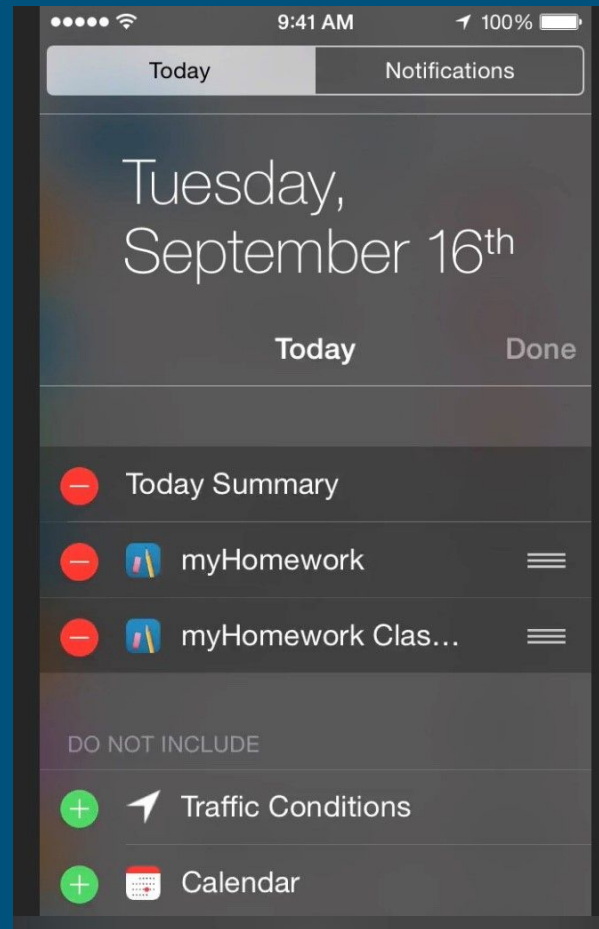 9:41 AM 100%
Today Notifications
Tuesday,
September 16th
Today Done
Today Summary
myHomework
myHomework Clas…
DO NOT INCLUDE
Traffic Conditions
Calendar